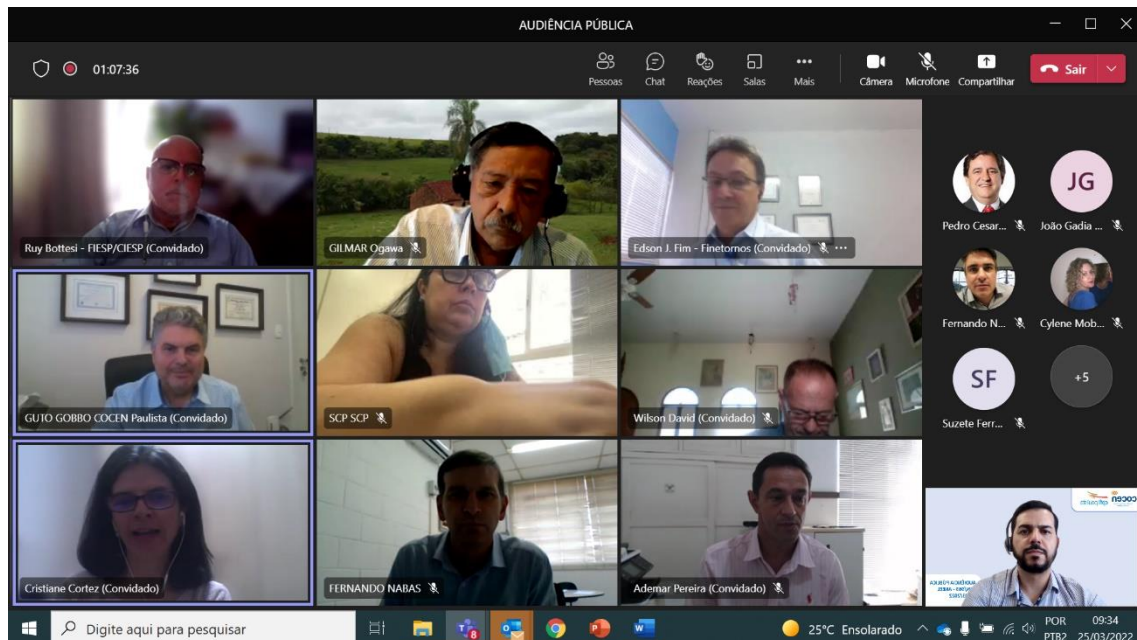 AUDIÊNCIA PÚBLICA
01:07:36
Pessoas
Chat
Reações
Salas
Mais
Câmera
Microfone
Compartilhar
Sair
Ruy Bottesi - FIESP/CIESP (Convidado)
GILMAR Ogawa
Edson J. Fim - Finetornos (Convidado)
GUTO GOBBO COCEN Paulista (Convidado)
SCP SCP
Wilson David (Convidado)
Cristiane Cortez (Convidado)
FERNANDO NABAS
Ademar Pereira (Convidado)
Pedro Cesar...
JG
João Gadia ...
Fernando N...
Cylene Mob...
SF
Suzete Ferr...
+5
cocen
Digite aqui para pesquisar
8
25°C Ensolarado
POR
PTB2
09:34
25/03/202